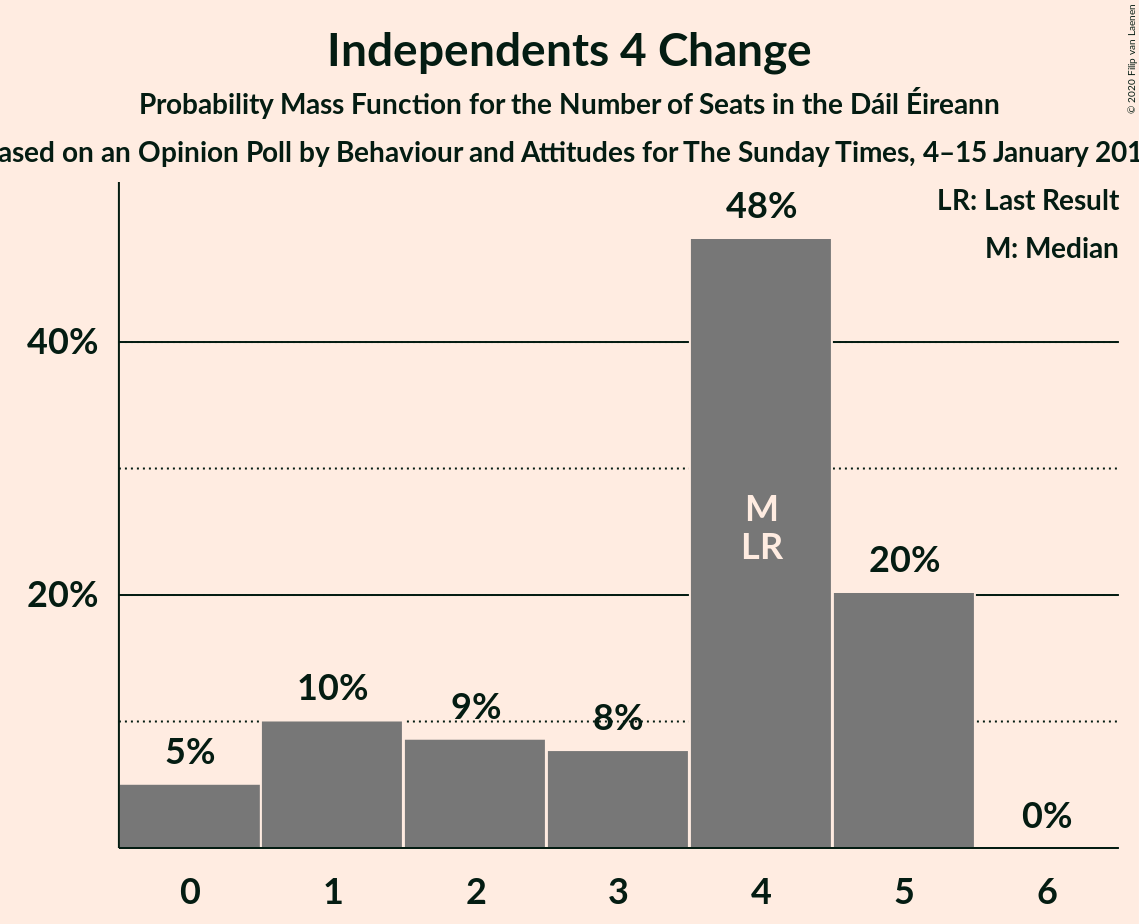 Independents 4 Change
Probability Mass Function for the Number of Seats in the Dáil Éireann
ased on an Opinion Poll by Behaviour and Attitudes for The Sunday Times, 4–15 January 201
© 2020 Filip van Laenen
LR: Last Result
M: Median
48%
40%
M
LR
20%
20%
10%
9%
8%
5%
0%
0 1 2 3 4 5 6